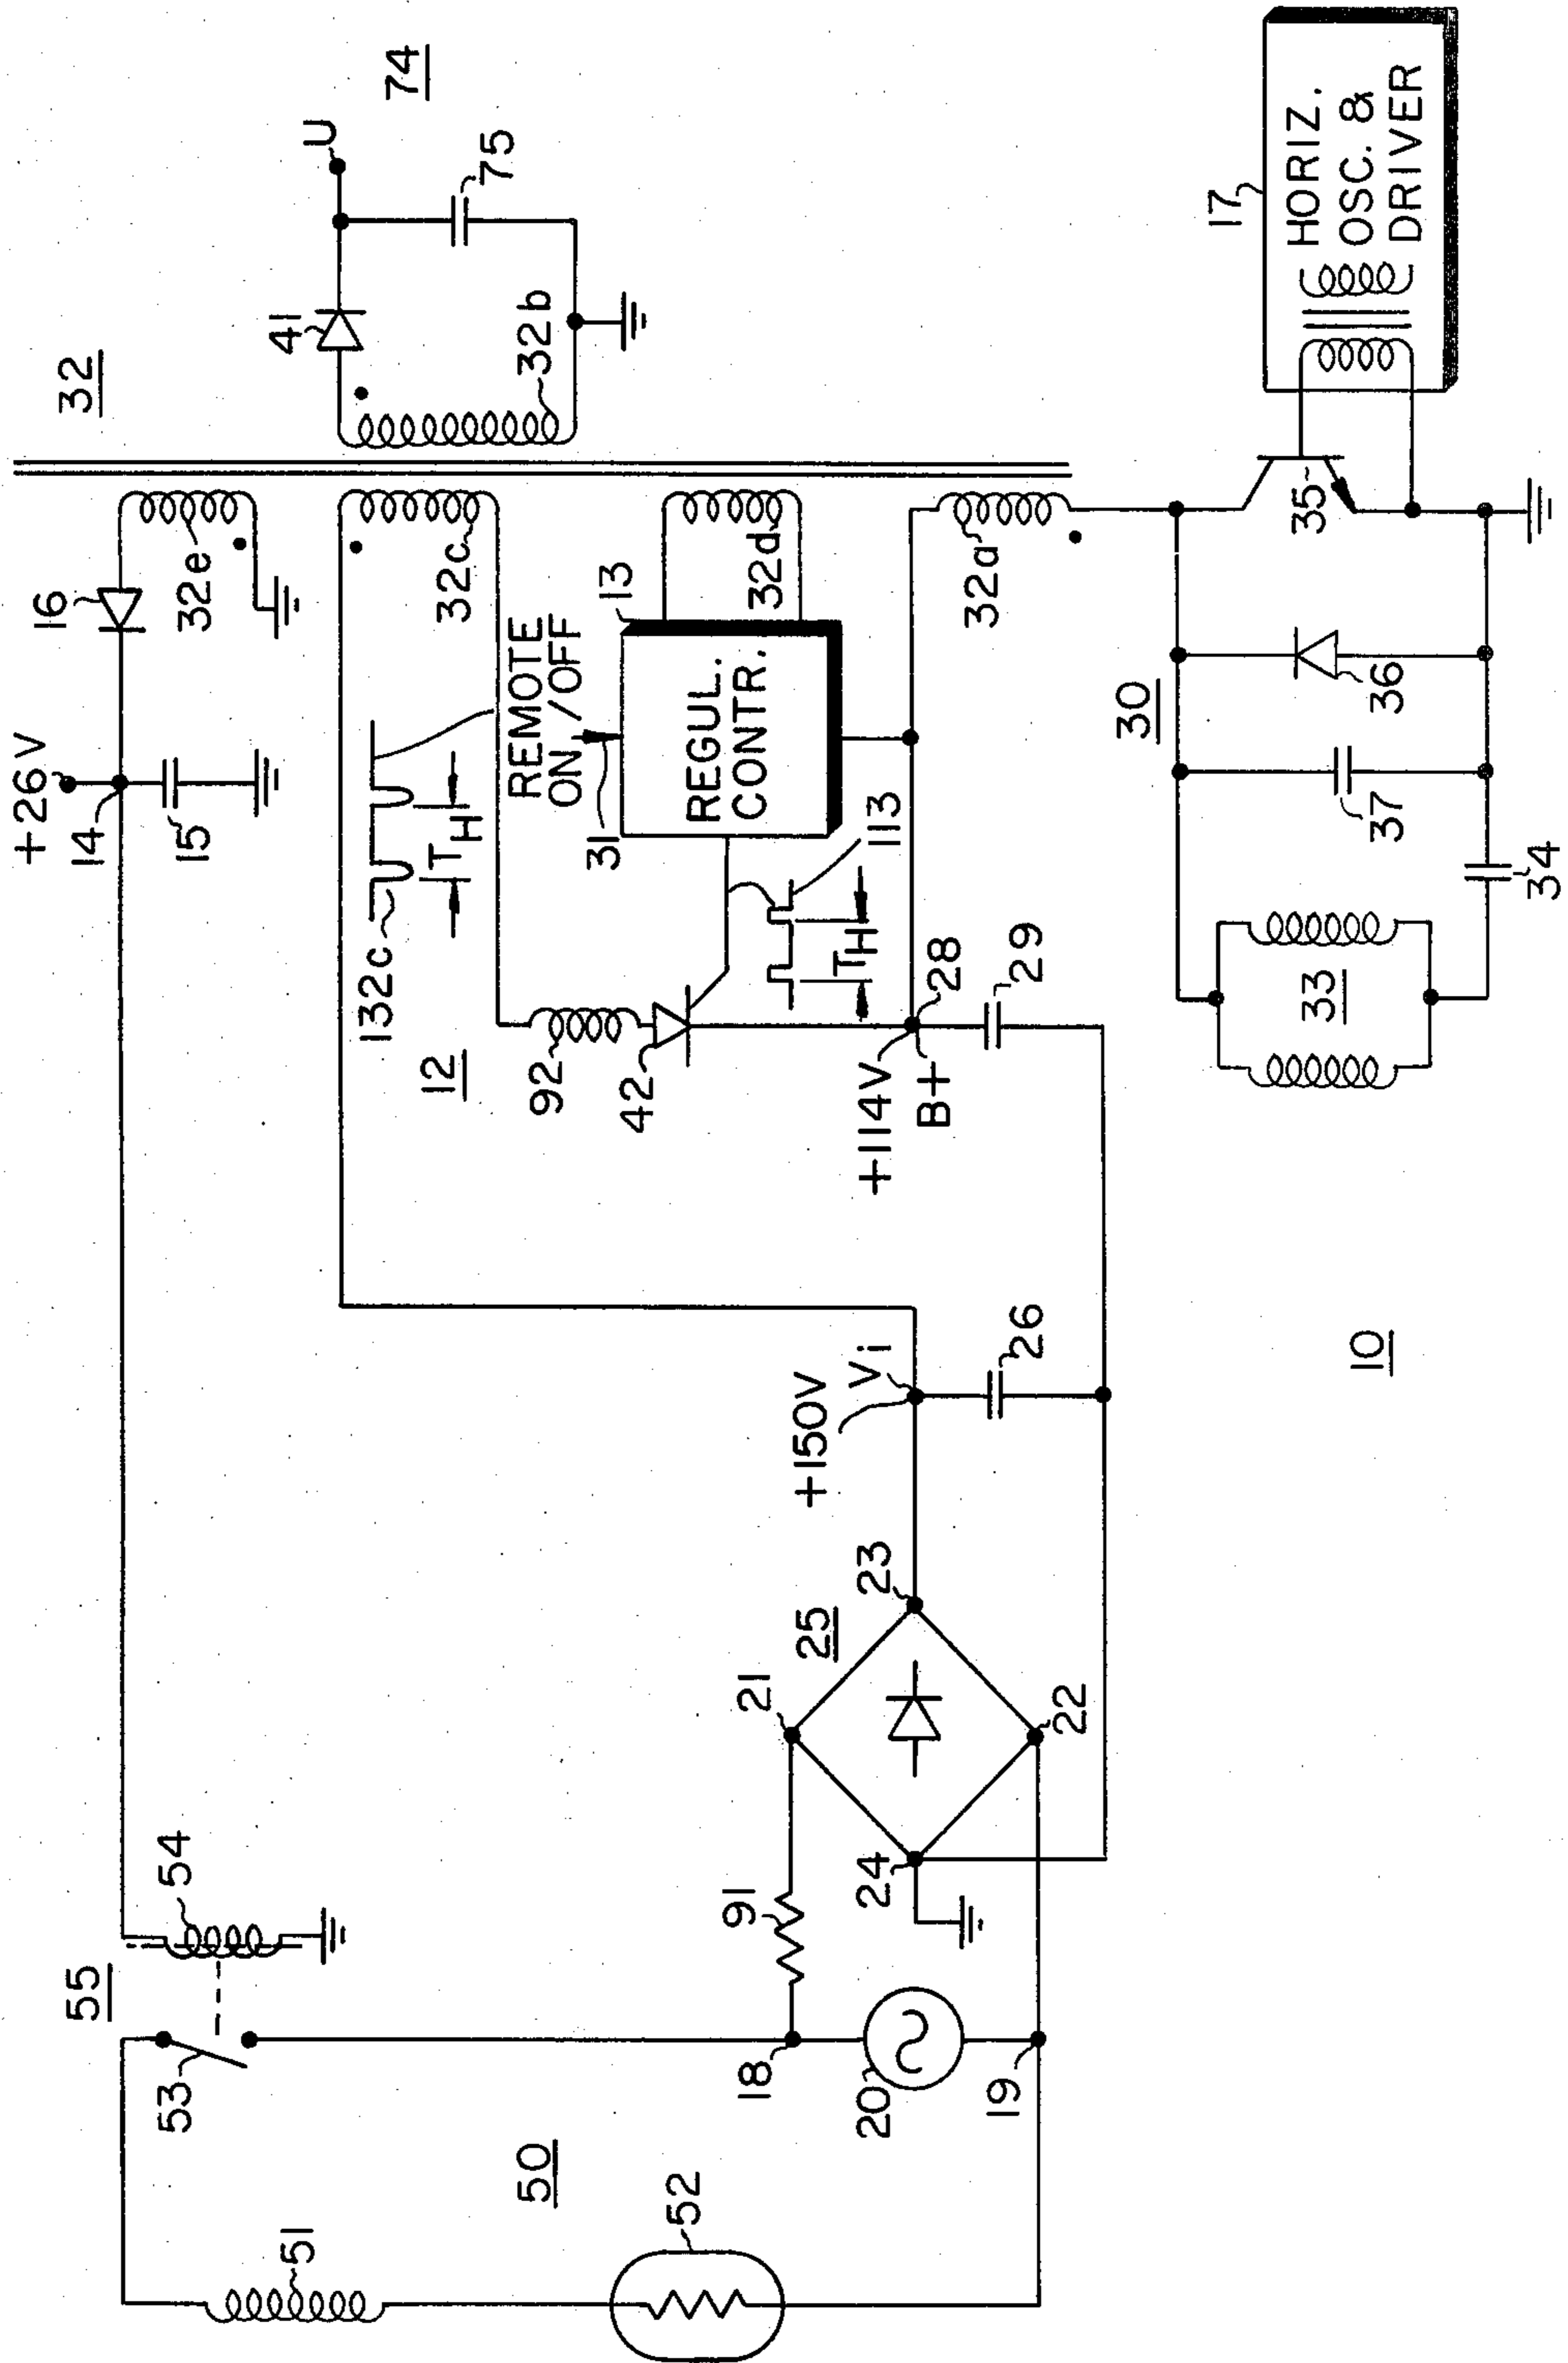 32
74
U
75
41
32b
16
32e
+26V
14
15
132c
TH
32c
REMOTE
ON/OFF
31
13
REGUL.
CONTR.
32d
113
TH
12
92
42
+114V
B+
28
29
32a
30
35
36
37
34
33
17
HORIZ.
OSC. &
DRIVER
55
54
53
50
51
52
18
20
19
91
21
25
23
24
22
+150V
Vi
26
10